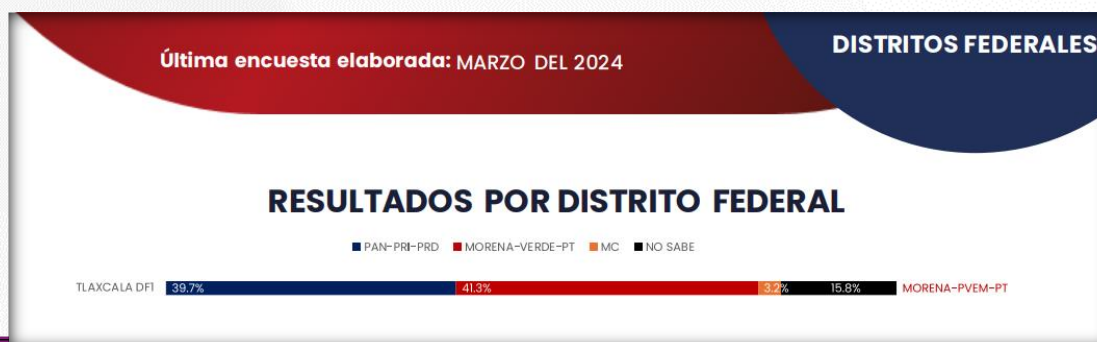 Última encuesta elaborada: MARZO DEL 2024
DISTRITOS FEDERALES
RESULTADOS POR DISTRITO FEDERAL
PAN-PRI-PRD MORENA-VERDE-PT MC NO SABE
TLAXCALA DF1 39.7% 41.3% 3.2% 15.8% MORENA-PVEM-PT